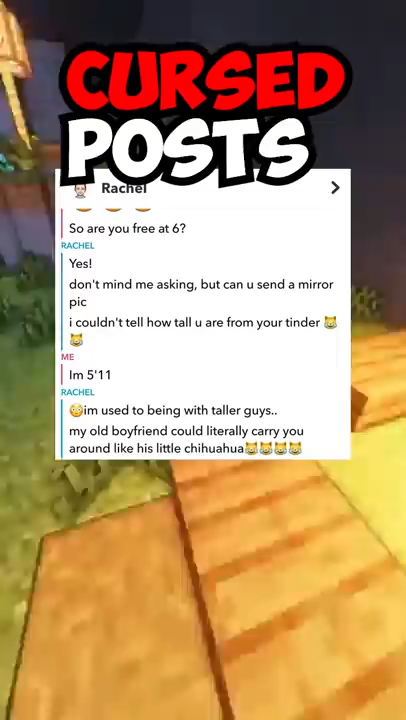 CURSED
POSTS
Rachel
So are you free at 6?
RACHEL
Yes!
don't mind me asking, but can u send a mirror
pic
i couldn't tell how tall u are from your tinder 😹
😹
ME
Im 5'11
RACHEL
😳im used to being with taller guys..
my old boyfriend could literally carry you
around like his little chihuahua😹😹😹😹